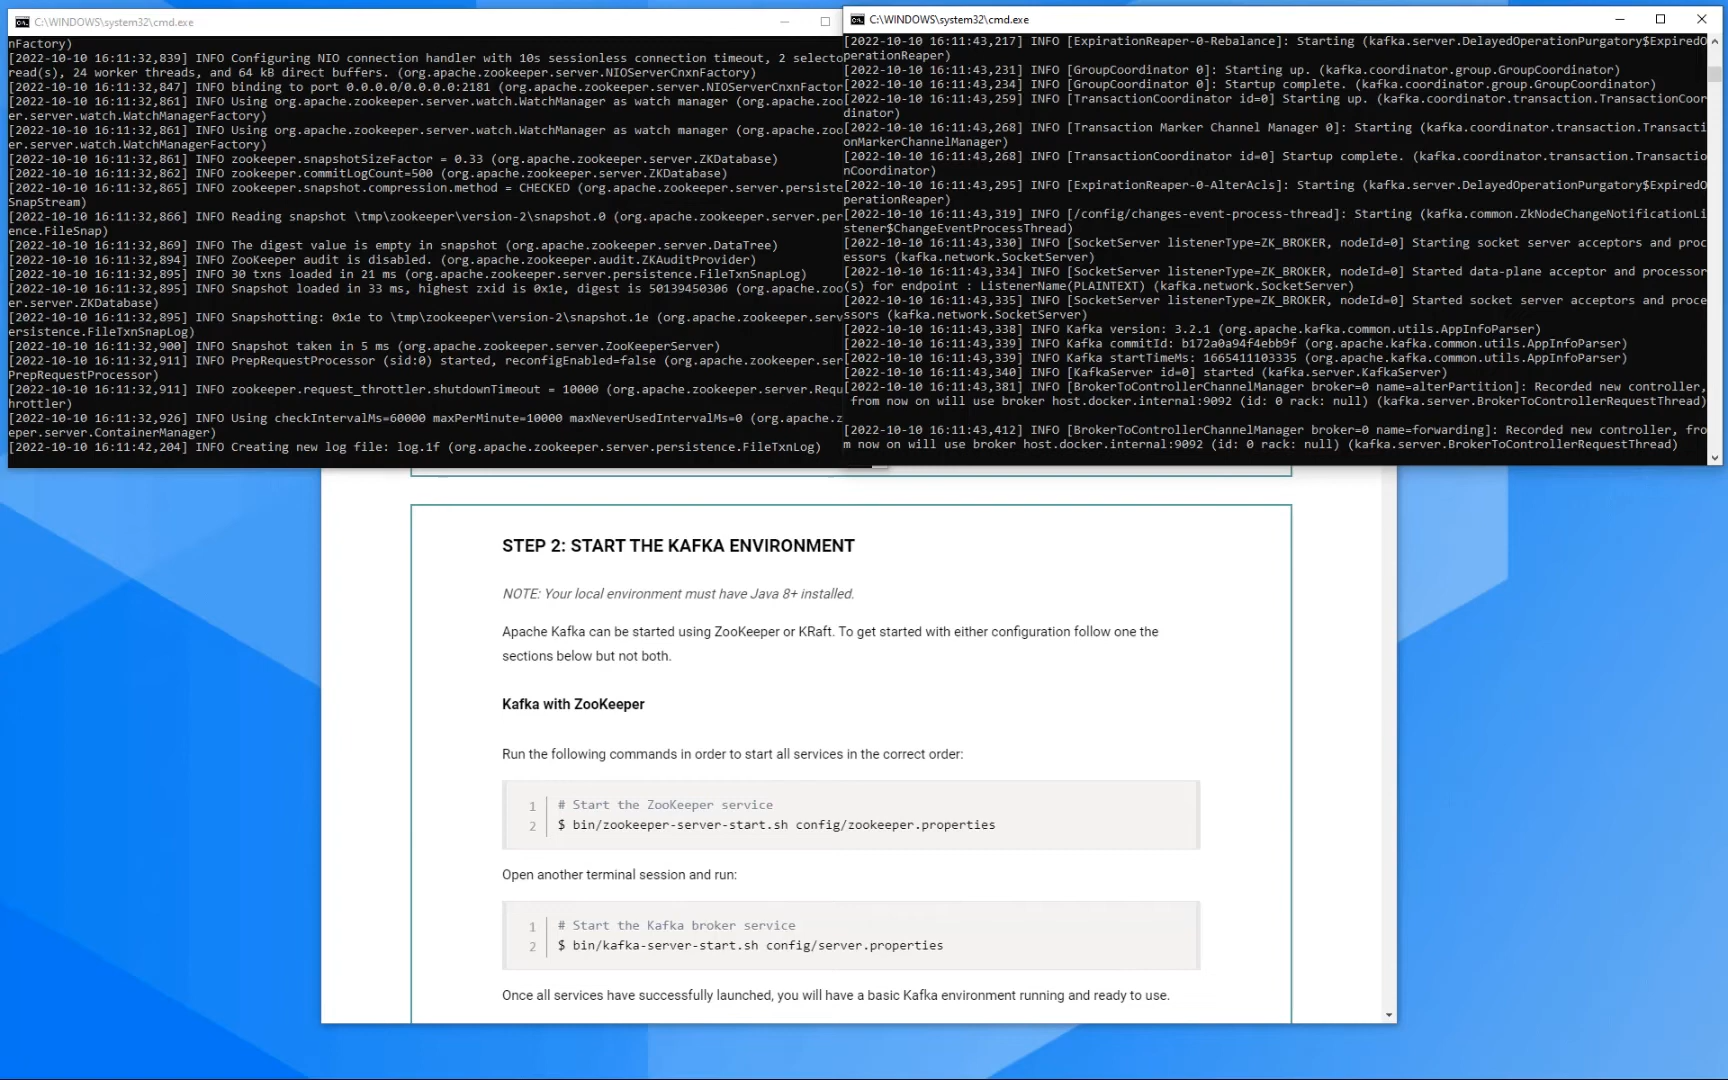 C:\WINDOWS\system32\cmd.exe
nFactory)
[2022-10-10 16:11:32,839] INFO Configuring NIO connection handler with 10s sessionless connection timeout, 2 selecto
read(s), 24 worker threads, and 64 kB direct buffers. (org.apache.zookeeper.server.NIOServerCnxnFactory)
[2022-10-10 16:11:32,847] INFO binding to port 0.0.0.0/0.0.0.0:2181 (org.apache.zookeeper.server.NIOServerCnxnFactor
[2022-10-10 16:11:32,861] INFO Using org.apache.zookeeper.server.watch.WatchManager as watch manager (org.apache.zoo
er.server.watch.WatchManagerFactory)
[2022-10-10 16:11:32,861] INFO Using org.apache.zookeeper.server.watch.WatchManager as watch manager (org.apache.zoo
er.server.watch.WatchManagerFactory)
[2022-10-10 16:11:32,861] INFO zookeeper.snapshotSizeFactor = 0.33 (org.apache.zookeeper.server.ZKDatabase)
[2022-10-10 16:11:32,862] INFO zookeeper.commitLogCount=500 (org.apache.zookeeper.server.ZKDatabase)
[2022-10-10 16:11:32,865] INFO zookeeper.snapshot.compression.method = CHECKED (org.apache.zookeeper.server.persiste
SnapStream)
[2022-10-10 16:11:32,866] INFO Reading snapshot \tmp\zookeeper\version-2\snapshot.0 (org.apache.zookeeper.server.per
ence.FileSnap)
[2022-10-10 16:11:32,869] INFO The digest value is empty in snapshot (org.apache.zookeeper.server.DataTree)
[2022-10-10 16:11:32,894] INFO ZooKeeper audit is disabled. (org.apache.zookeeper.audit.ZKAuditProvider)
[2022-10-10 16:11:32,895] INFO 30 txns loaded in 21 ms (org.apache.zookeeper.server.persistence.FileTxnSnapLog)
[2022-10-10 16:11:32,895] INFO Snapshot loaded in 33 ms, highest zxid is 0x1e, digest is 50139450306 (org.apache.zoo
er.server.ZKDatabase)
[2022-10-10 16:11:32,895] INFO Snapshotting: 0x1e to \tmp\zookeeper\version-2\snapshot.1e (org.apache.zookeeper.serv
ersistence.FileTxnSnapLog)
[2022-10-10 16:11:32,900] INFO Snapshot taken in 5 ms (org.apache.zookeeper.server.ZooKeeperServer)
[2022-10-10 16:11:32,911] INFO PrepRequestProcessor (sid:0) started, reconfigEnabled=false (org.apache.zookeeper.ser
PrepRequestProcessor)
[2022-10-10 16:11:32,911] INFO zookeeper.request_throttler.shutdownTimeout = 10000 (org.apache.zookeeper.server.Requ
hrottler)
[2022-10-10 16:11:32,926] INFO Using checkIntervalMs=60000 maxPerMinute=10000 maxNeverUsedIntervalMs=0 (org.apache.z
eper.server.ContainerManager)
[2022-10-10 16:11:42,204] INFO Creating new log file: log.1f (org.apache.zookeeper.server.persistence.FileTxnLog)
C:\WINDOWS\system32\cmd.exe
[2022-10-10 16:11:43,217] INFO [ExpirationReaper-0-Rebalance]: Starting (kafka.server.DelayedOperationPurgatory$ExpiredO
perationReaper)
[2022-10-10 16:11:43,231] INFO [GroupCoordinator 0]: Starting up. (kafka.coordinator.group.GroupCoordinator)
[2022-10-10 16:11:43,234] INFO [GroupCoordinator 0]: Startup complete. (kafka.coordinator.group.GroupCoordinator)
[2022-10-10 16:11:43,259] INFO [TransactionCoordinator id=0] Starting up. (kafka.coordinator.transaction.TransactionCoor
dinator)
[2022-10-10 16:11:43,268] INFO [Transaction Marker Channel Manager 0]: Starting (kafka.coordinator.transaction.Transacti
onMarkerChannelManager)
[2022-10-10 16:11:43,268] INFO [TransactionCoordinator id=0] Startup complete. (kafka.coordinator.transaction.Transactio
nCoordinator)
[2022-10-10 16:11:43,295] INFO [ExpirationReaper-0-AlterAcls]: Starting (kafka.server.DelayedOperationPurgatory$ExpiredO
perationReaper)
[2022-10-10 16:11:43,319] INFO [/config/changes-event-process-thread]: Starting (kafka.common.ZkNodeChangeNotificationLi
stener$ChangeEventProcessThread)
[2022-10-10 16:11:43,330] INFO [SocketServer listenerType=ZK_BROKER, nodeId=0] Starting socket server acceptors and proc
essors (kafka.network.SocketServer)
[2022-10-10 16:11:43,334] INFO [SocketServer listenerType=ZK_BROKER, nodeId=0] Started data-plane acceptor and processor
(s) for endpoint : ListenerName(PLAINTEXT) (kafka.network.SocketServer)
[2022-10-10 16:11:43,335] INFO [SocketServer listenerType=ZK_BROKER, nodeId=0] Started socket server acceptors and proce
ssors (kafka.network.SocketServer)
[2022-10-10 16:11:43,338] INFO Kafka version: 3.2.1 (org.apache.kafka.common.utils.AppInfoParser)
[2022-10-10 16:11:43,339] INFO Kafka commitId: b172a0a94f4ebb9f (org.apache.kafka.common.utils.AppInfoParser)
[2022-10-10 16:11:43,339] INFO Kafka startTimeMs: 1665411103335 (org.apache.kafka.common.utils.AppInfoParser)
[2022-10-10 16:11:43,340] INFO [KafkaServer id=0] started (kafka.server.KafkaServer)
[2022-10-10 16:11:43,381] INFO [BrokerToControllerChannelManager broker=0 name=alterPartition]: Recorded new controller,
 from now on will use broker host.docker.internal:9092 (id: 0 rack: null) (kafka.server.BrokerToControllerRequestThread)
[2022-10-10 16:11:43,412] INFO [BrokerToControllerChannelManager broker=0 name=forwarding]: Recorded new controller, fro
m now on will use broker host.docker.internal:9092 (id: 0 rack: null) (kafka.server.BrokerToControllerRequestThread)
STEP 2: START THE KAFKA ENVIRONMENT
NOTE: Your local environment must have Java 8+ installed.
Apache Kafka can be started using ZooKeeper or KRaft. To get started with either configuration follow one the
sections below but not both.
Kafka with ZooKeeper
Run the following commands in order to start all services in the correct order:
1 # Start the ZooKeeper service
2 $ bin/zookeeper-server-start.sh config/zookeeper.properties
Open another terminal session and run:
1 # Start the Kafka broker service
2 $ bin/kafka-server-start.sh config/server.properties
Once all services have successfully launched, you will have a basic Kafka environment running and ready to use.